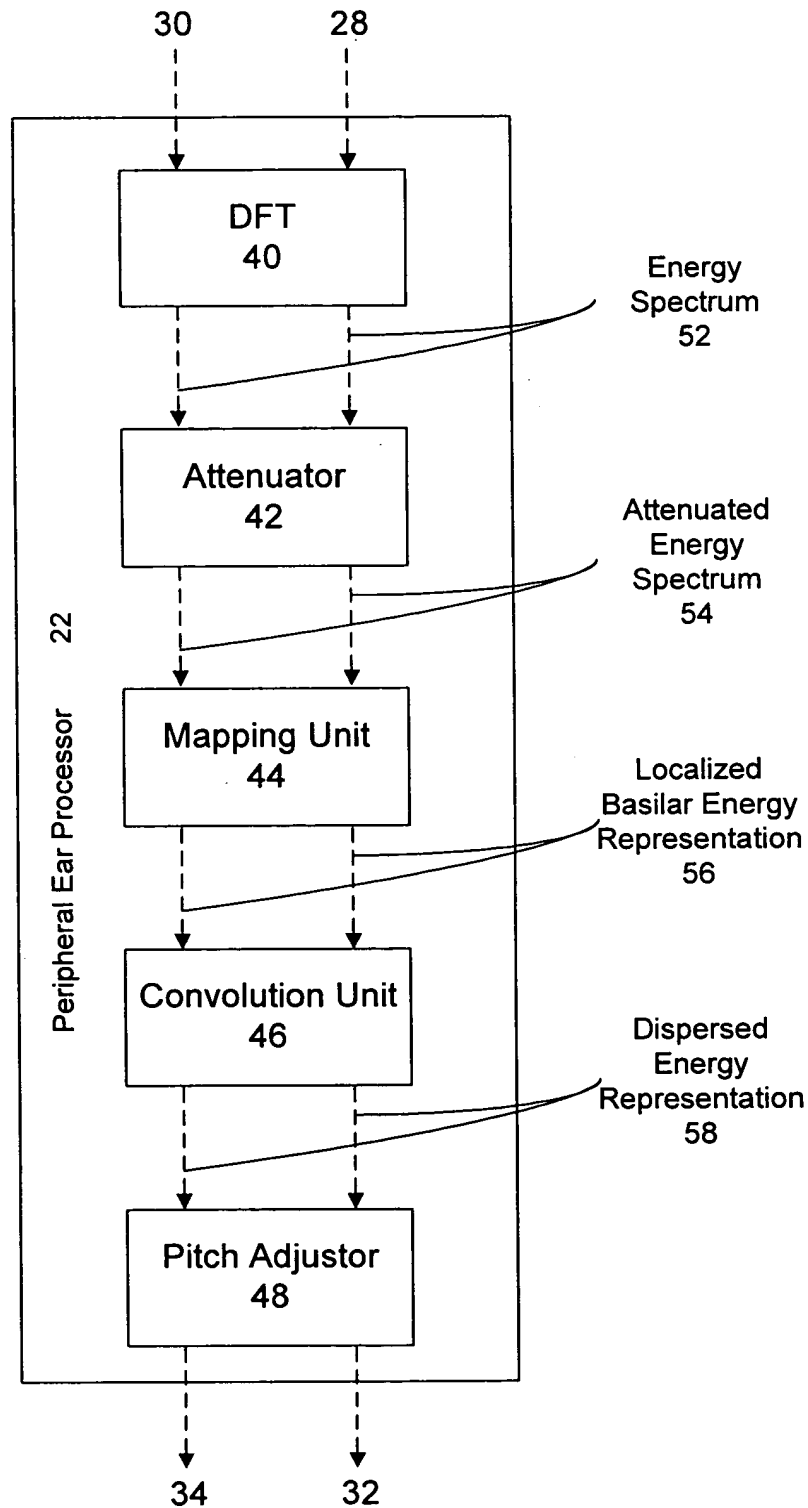 30 28
DFT
40
Energy
Spectrum
52
Attenuator
42
Attenuated
Energy
Spectrum
54
Peripheral Ear Processor 22
Mapping Unit
44
Localized
Basilar Energy
Representation
56
Convolution Unit
46
Dispersed
Energy
Representation
58
Pitch Adjustor
48
34 32